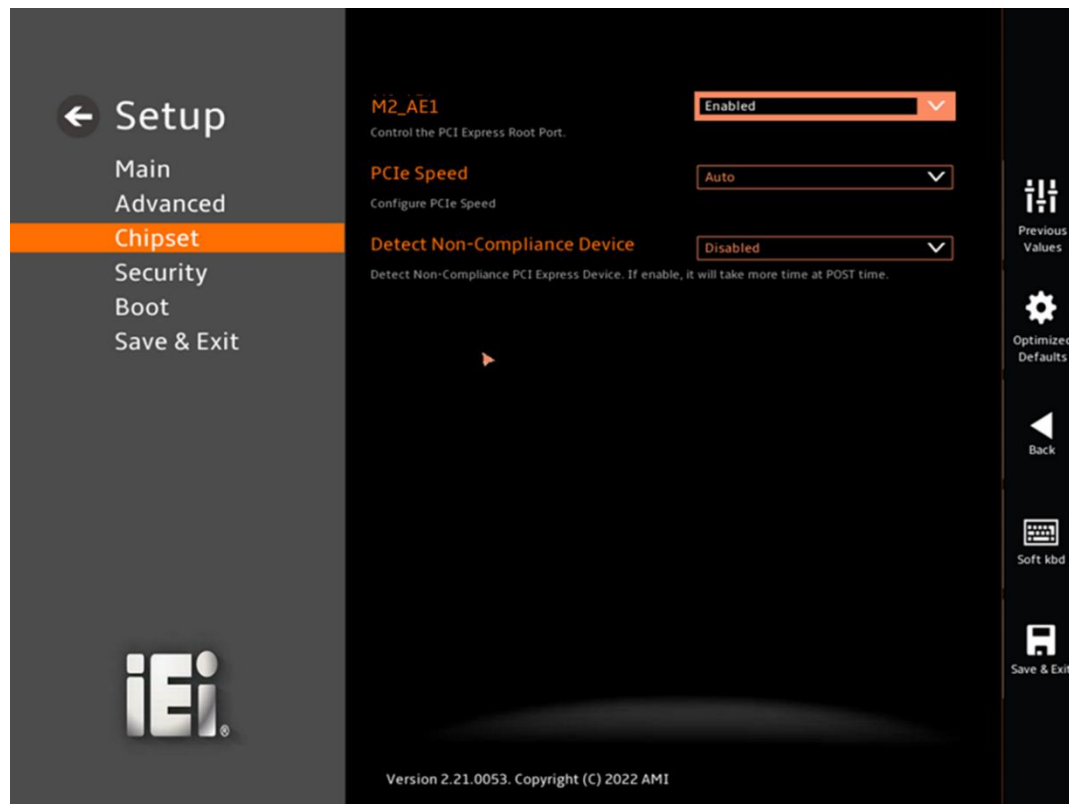 Setup
Main
Advanced
Chipset
Security
Boot
Save & Exit
M2_AE1
Enabled
Control the PCI Express Root Port.
PCIe Speed
Auto
Configure PCIe Speed
Detect Non-Compliance Device
Disabled
Detect Non-Compliance PCI Express Device. If enable, it will take more time at POST time.
Previous
Values
Optimized
Defaults
Back
Soft kbd
Save & Exit
iEi®
Version 2.21.0053. Copyright (C) 2022 AMI